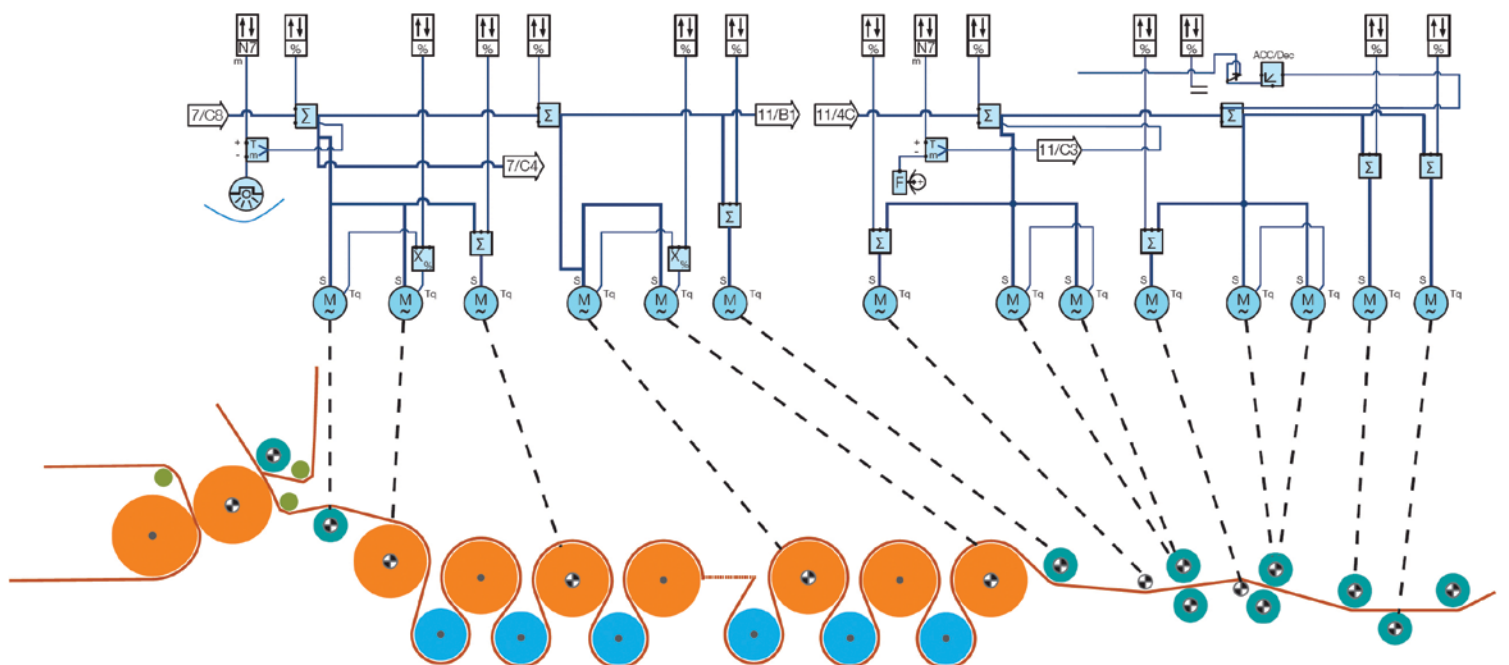 N7 % % % % % % % N7 % % % % %
m m
ACC/Dec
7/C8 Σ Σ 11/B1 11/4C Σ Σ
+ T
- m
7/C4
+ T
- m
11/C3
F
Σ Σ
X% Σ X% Σ Σ Σ
S Tq S Tq S Tq S Tq S Tq S Tq S Tq S Tq S Tq S Tq S Tq S Tq S Tq S Tq
M M M M M M M M M M M M M M
~ ~ ~ ~ ~ ~ ~ ~ ~ ~ ~ ~ ~ ~